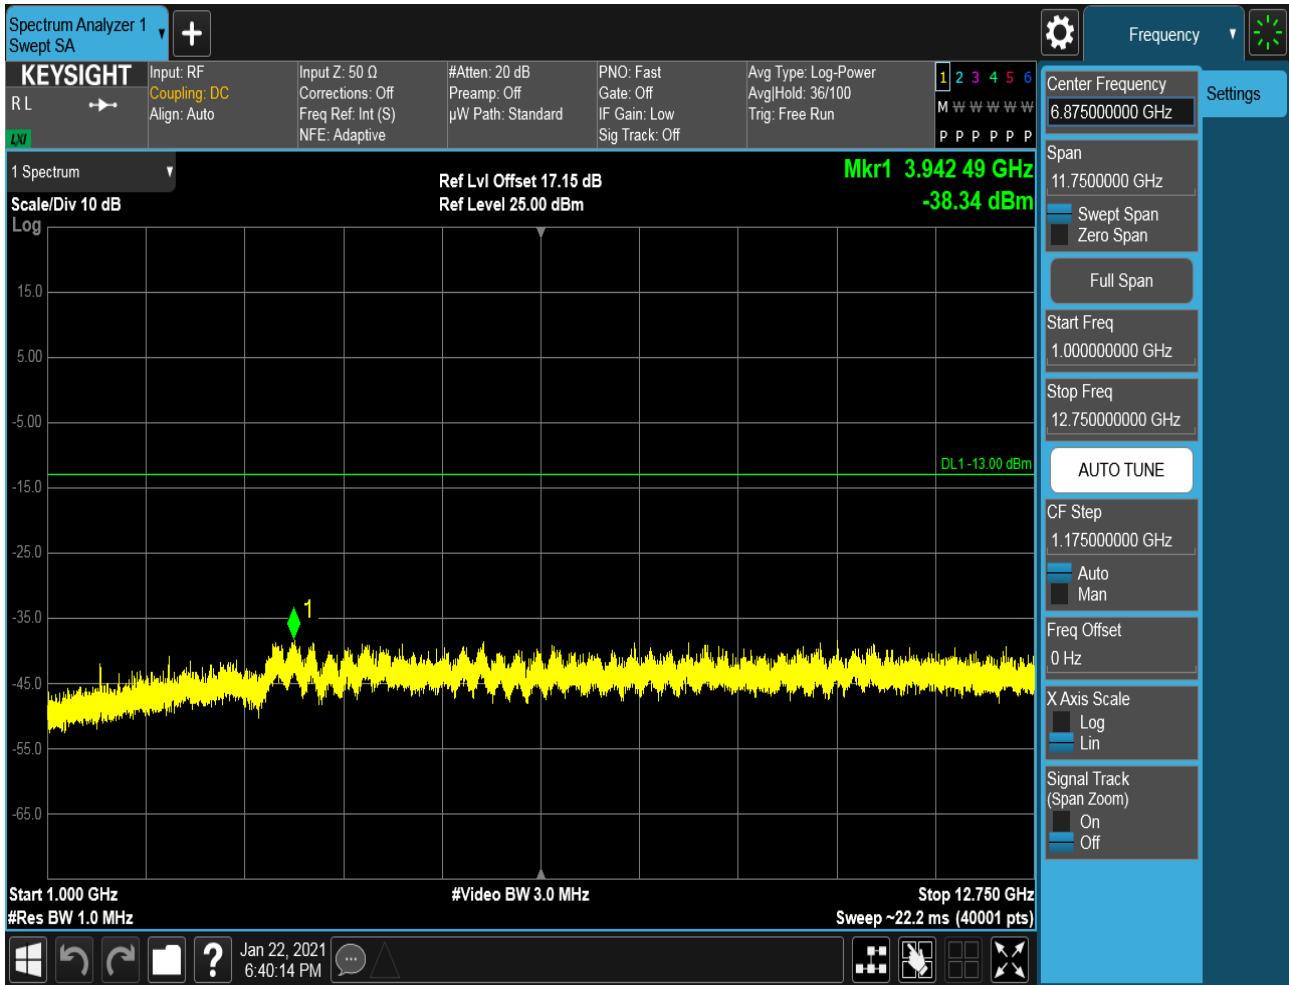 Spectrum Analyzer 1
Swept SA
Frequency
KEYSIGHT
R L
LXI
Input: RF
Coupling: DC
Align: Auto
Input Z: 50 Ω
Corrections: Off
Freq Ref: Int (S)
NFE: Adaptive
#Atten: 20 dB
Preamp: Off
µW Path: Standard
PNO: Fast
Gate: Off
IF Gain: Low
Sig Track: Off
Avg Type: Log-Power
Avg|Hold: 36/100
Trig: Free Run
1 2 3 4 5 6
M W W W W W
P P P P P P
1 Spectrum
Scale/Div 10 dB
Log
Ref Lvl Offset 17.15 dB
Ref Level 25.00 dBm
Mkr1 3.942 49 GHz
-38.34 dBm
15.0
5.00
-5.00
DL1 -13.00 dBm
-15.0
-25.0
-35.0
1
-45.0
-55.0
-65.0
Start 1.000 GHz
#Res BW 1.0 MHz
#Video BW 3.0 MHz
Stop 12.750 GHz
Sweep ~22.2 ms (40001 pts)
Jan 22, 2021
6:40:14 PM
Center Frequency
6.875000000 GHz
Settings
Span
11.7500000 GHz
Swept Span
Zero Span
Full Span
Start Freq
1.000000000 GHz
Stop Freq
12.750000000 GHz
AUTO TUNE
CF Step
1.175000000 GHz
Auto
Man
Freq Offset
0 Hz
X Axis Scale
Log
Lin
Signal Track
(Span Zoom)
On
Off